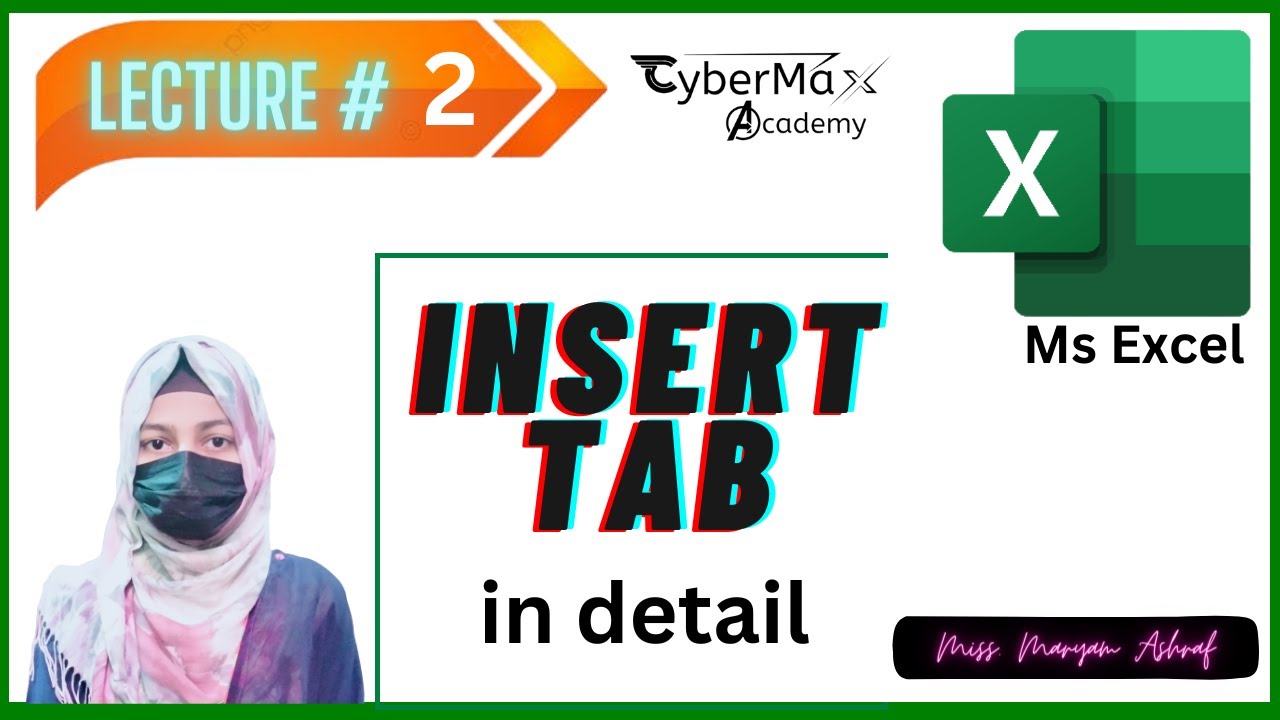 LECTURE # 2
CyberMax
Academy
X
Ms Excel
INSERT
TAB
in detail
Miss. Maryam Ashraf